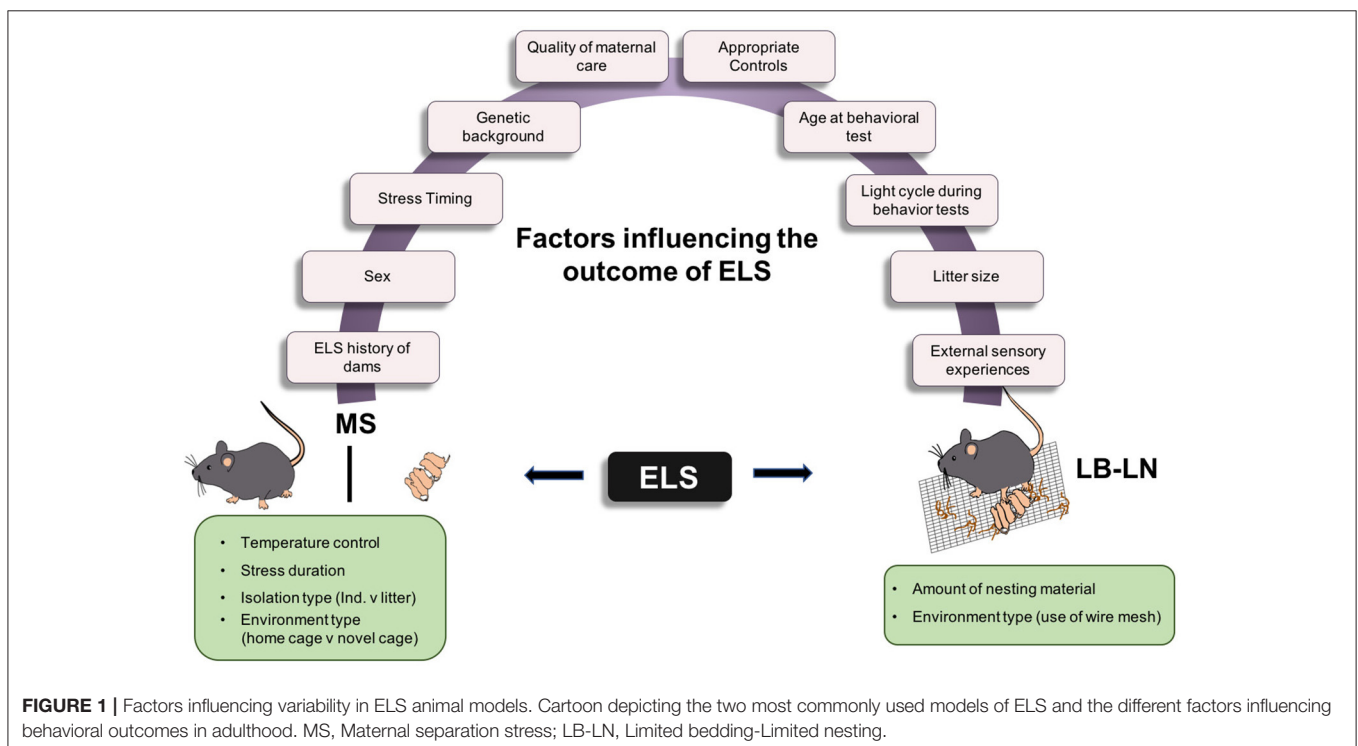 Quality of maternal
care
Appropriate
Controls
Genetic
background
Age at behavioral
test
Stress Timing
Light cycle during
behavior tests
Factors influencing the
outcome of ELS
Sex
Litter size
ELS history of
dams
External sensory
experiences
MS
ELS
LB-LN
• Temperature control
• Stress duration
• Isolation type (Ind. v litter)
• Environment type
(home cage v novel cage)
• Amount of nesting material
• Environment type (use of wire mesh)
FIGURE 1 | Factors influencing variability in ELS animal models. Cartoon depicting the two most commonly used models of ELS and the different factors influencing
behavioral outcomes in adulthood. MS, Maternal separation stress; LB-LN, Limited bedding-Limited nesting.